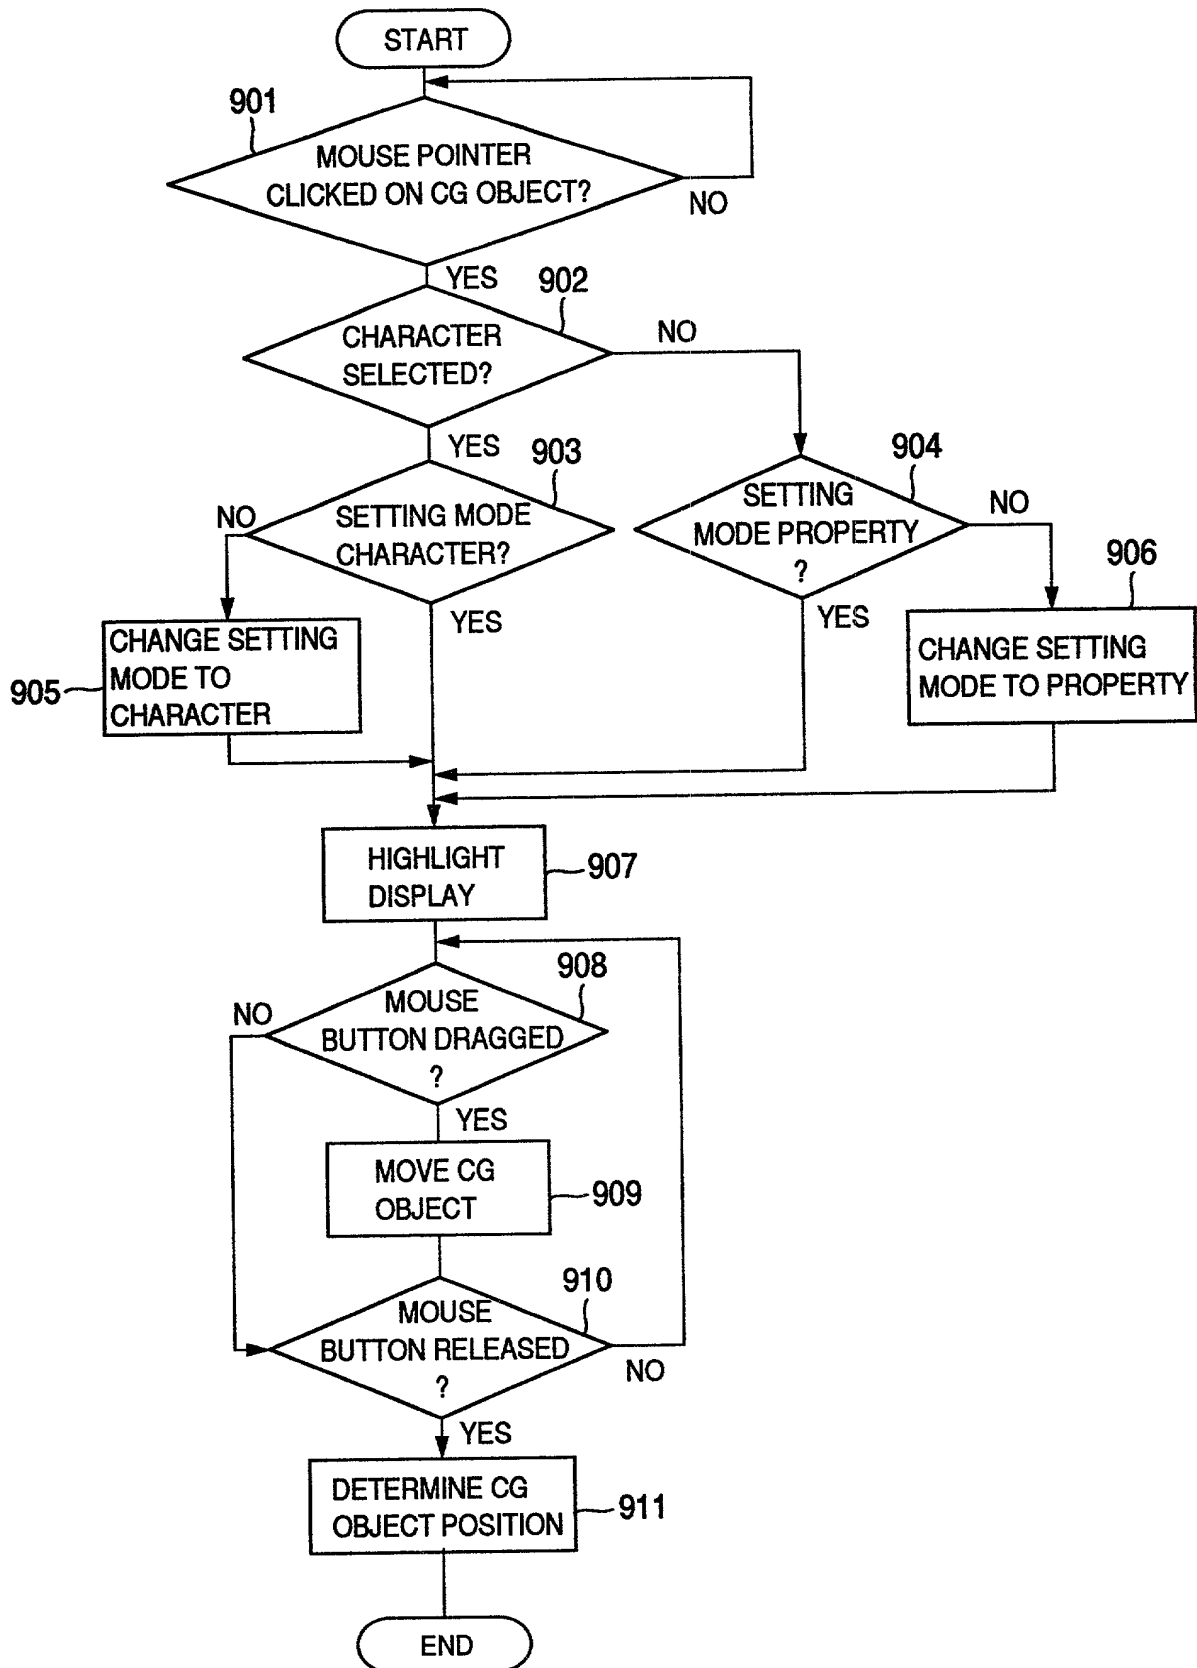 START
901
MOUSE POINTER
CLICKED ON CG OBJECT?
NO
YES
902
CHARACTER
SELECTED?
NO
YES
903
SETTING MODE
CHARACTER?
NO
YES
904
SETTING
MODE PROPERTY
?
NO
YES
906
CHANGE SETTING
MODE TO PROPERTY
905
CHANGE SETTING
MODE TO
CHARACTER
HIGHLIGHT
DISPLAY
907
908
MOUSE
BUTTON DRAGGED
?
NO
YES
MOVE CG
OBJECT
909
910
MOUSE
BUTTON RELEASED
?
NO
YES
DETERMINE CG
OBJECT POSITION
911
END